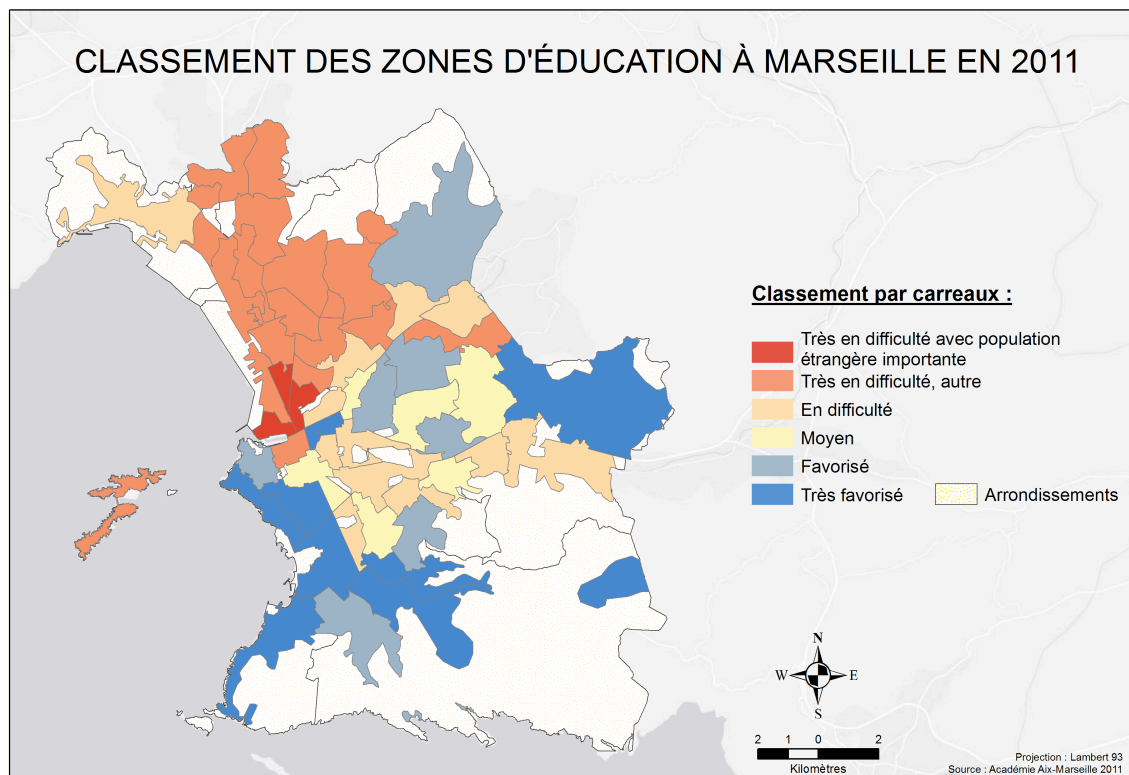 CLASSEMENT DES ZONES D'ÉDUCATION À MARSEILLE EN 2011
Classement par carreaux :
Très en difficulté avec population
étrangère importante
Très en difficulté, autre
En difficulté
Moyen
Favorisé
Très favorisé
Arrondissements
N
W
E
S
2 1 0 2
Kilomètres
Projection : Lambert 93
Source : Académie Aix-Marseille 2011